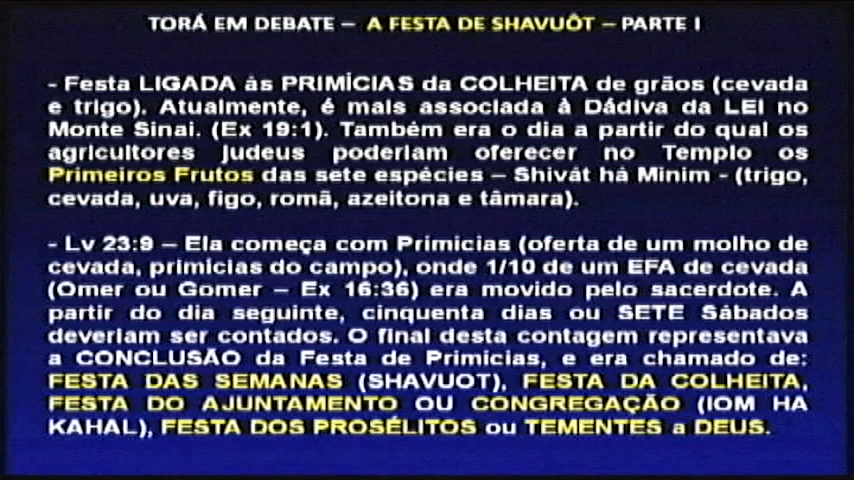 TORÁ EM DEBATE – A FESTA DE SHAVUÔT – PARTE I
- Festa LIGADA às PRIMÍCIAS da COLHEITA de grãos (cevada
e trigo). Atualmente, é mais associada à Dádiva da LEI no
Monte Sinai. (Ex 19:1). Também era o dia a partir do qual os
agricultores judeus poderiam oferecer no Templo os
Primeiros Frutos das sete espécies – Shivát há Minim - (trigo,
cevada, uva, figo, romã, azeitona e tâmara).
- Lv 23:9 – Ela começa com Primicias (oferta de um molho de
cevada, primicias do campo), onde 1/10 de um EFA de cevada
(Omer ou Gomer – Ex 16:36) era movido pelo sacerdote. A
partir do dia seguinte, cinquenta dias ou SETE Sábados
deveriam ser contados. O final desta contagem representava
a CONCLUSÃO da Festa de Primicias, e era chamado de:
FESTA DAS SEMANAS (SHAVUOT), FESTA DA COLHEITA,
FESTA DO AJUNTAMENTO OU CONGREGAÇÃO (IOM HA
KAHAL), FESTA DOS PROSÉLITOS ou TEMENTES a DEUS.